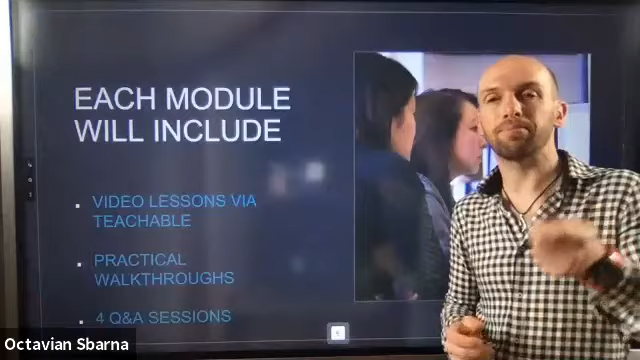 EACH MODULE
WILL INCLUDE
VIDEO LESSONS VIA
TEACHABLE
PRACTICAL
WALKTHROUGHS
4 Q&A SESSIONS
Octavian Sbarna